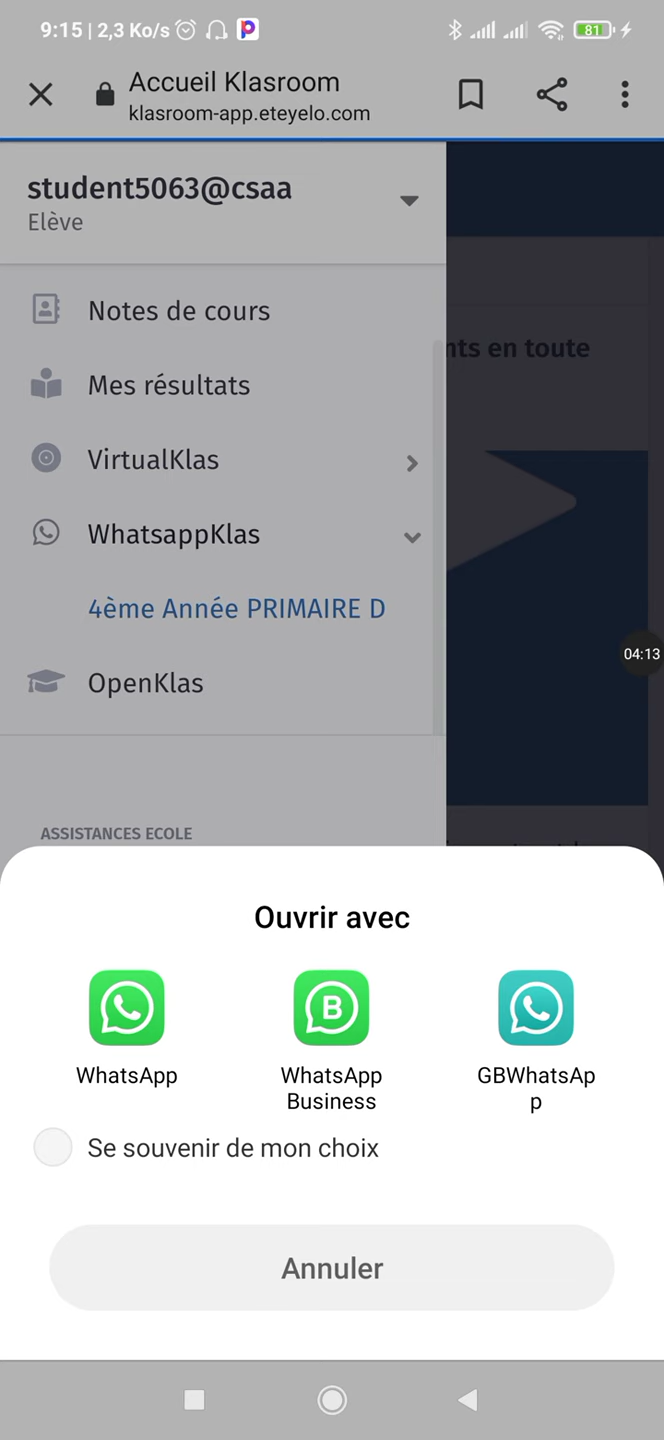 9:15 | 2,3 Ko/s
81
Accueil Klasroom
klasroom-app.eteyelo.com
student5063@csaa
Elève
Notes de cours
nts en toute
Mes résultats
VirtualKlas
WhatsappKlas
4ème Année PRIMAIRE D
04:13
OpenKlas
ASSISTANCES ECOLE
Ouvrir avec
WhatsApp
WhatsApp
Business
GBWhatsAp
p
Se souvenir de mon choix
Annuler